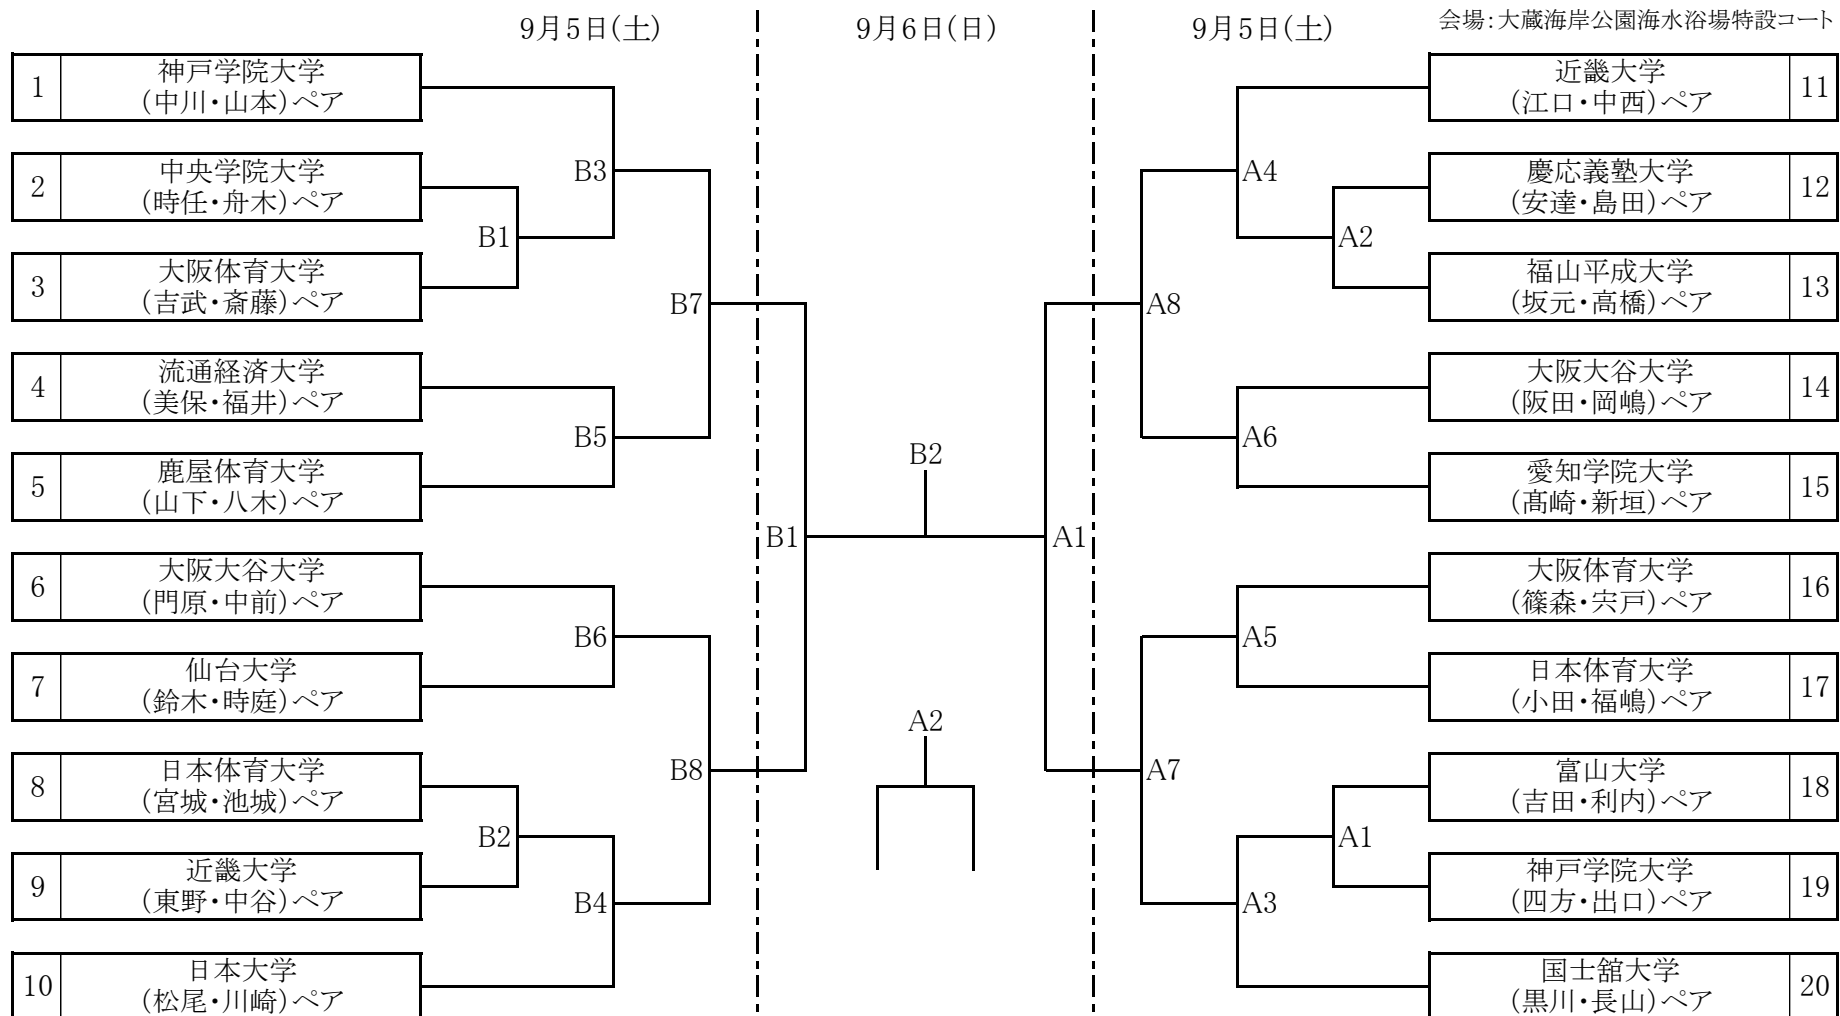 9月5日(土)
9月6日(日)
9月5日(土)
会場:大蔵海岸公園海水浴場特設コート
1
神戸学院大学
(中川・山本)ペア
2
中央学院大学
(時任・舟木)ペア
3
大阪体育大学
(吉武・斎藤)ペア
4
流通経済大学
(美保・福井)ペア
5
鹿屋体育大学
(山下・八木)ペア
6
大阪大谷大学
(門原・中前)ペア
7
仙台大学
(鈴木・時庭)ペア
8
日本体育大学
(宮城・池城)ペア
9
近畿大学
(東野・中谷)ペア
10
日本大学
(松尾・川崎)ペア
B1
B2
B3
B5
B6
B4
B7
B8
B1
B2
A2
A1
A8
A7
A4
A6
A5
A3
A2
A1
近畿大学
(江口・中西)ペア
11
慶応義塾大学
(安達・島田)ペア
12
福山平成大学
(坂元・高橋)ペア
13
大阪大谷大学
(阪田・岡嶋)ペア
14
愛知学院大学
(髙崎・新垣)ペア
15
大阪体育大学
(篠森・宍戸)ペア
16
日本体育大学
(小田・福嶋)ペア
17
富山大学
(吉田・利内)ペア
18
神戸学院大学
(四方・出口)ペア
19
国士舘大学
(黒川・長山)ペア
20